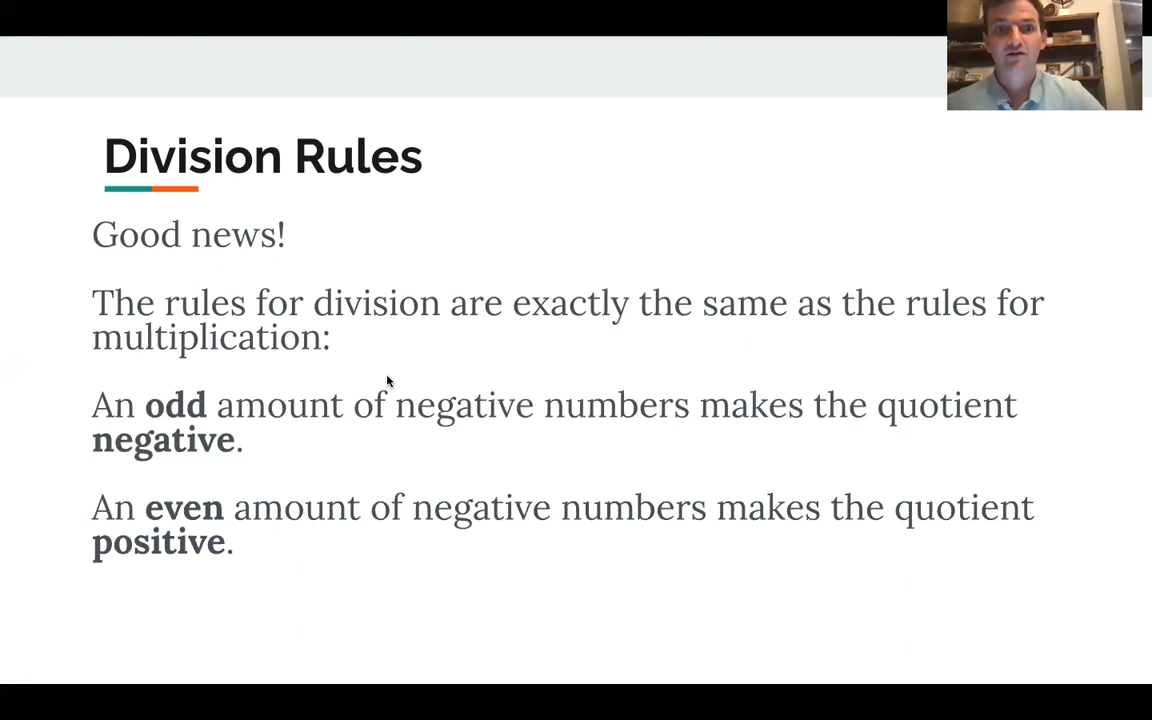 Division Rules
Good news!
The rules for division are exactly the same as the rules for
multiplication:
An odd amount of negative numbers makes the quotient
negative.
An even amount of negative numbers makes the quotient
positive.